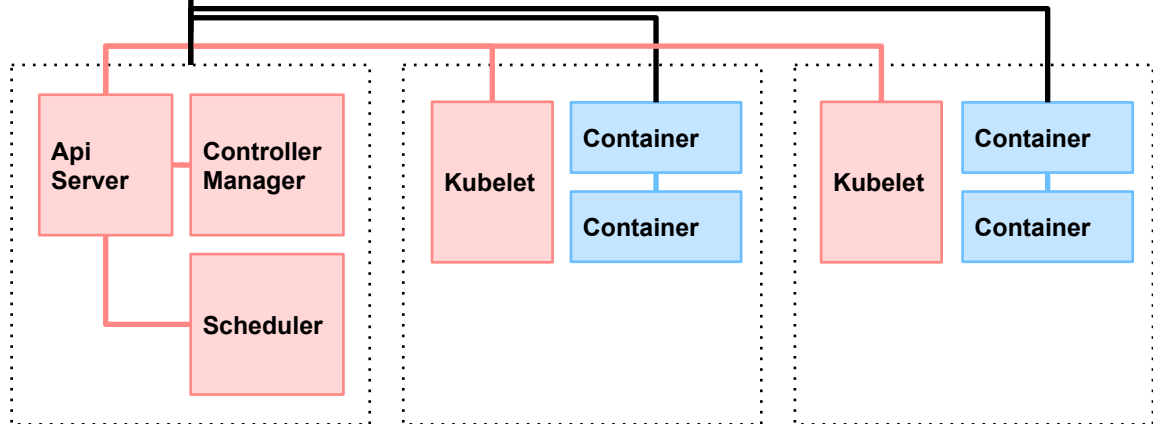 Api
Server
Controller
Manager
Scheduler
Kubelet
Container
Container
Kubelet
Container
Container